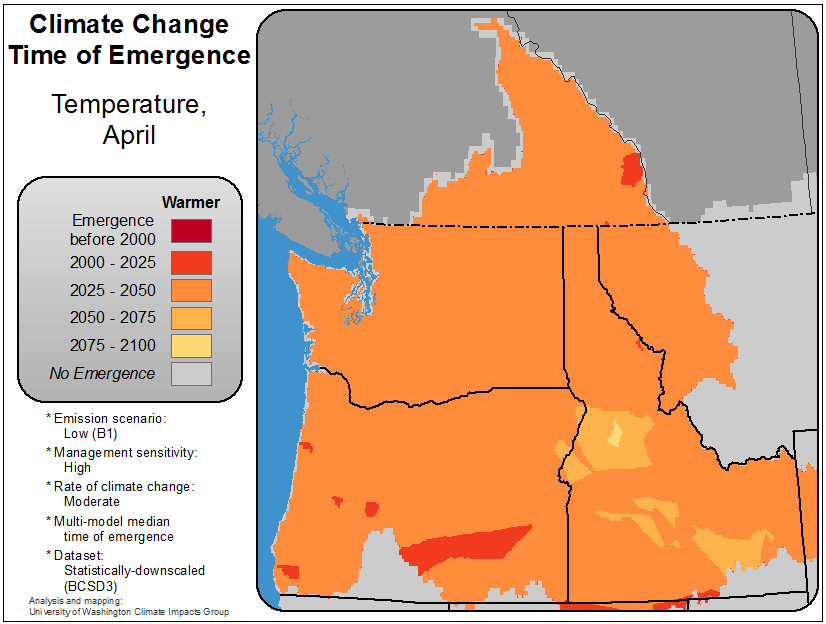 Climate Change
Time of Emergence
Temperature,
April
Warmer
Emergence
before 2000
2000 - 2025
2025 - 2050
2050 - 2075
2075 - 2100
No Emergence
* Emission scenario:
Low (B1)
* Management sensitivity:
High
* Rate of climate change:
Moderate
* Multi-model median
time of emergence
* Dataset:
Statistically-downscaled
(BCSD3)
Analysis and mapping:
University of Washington Climate Impacts Group